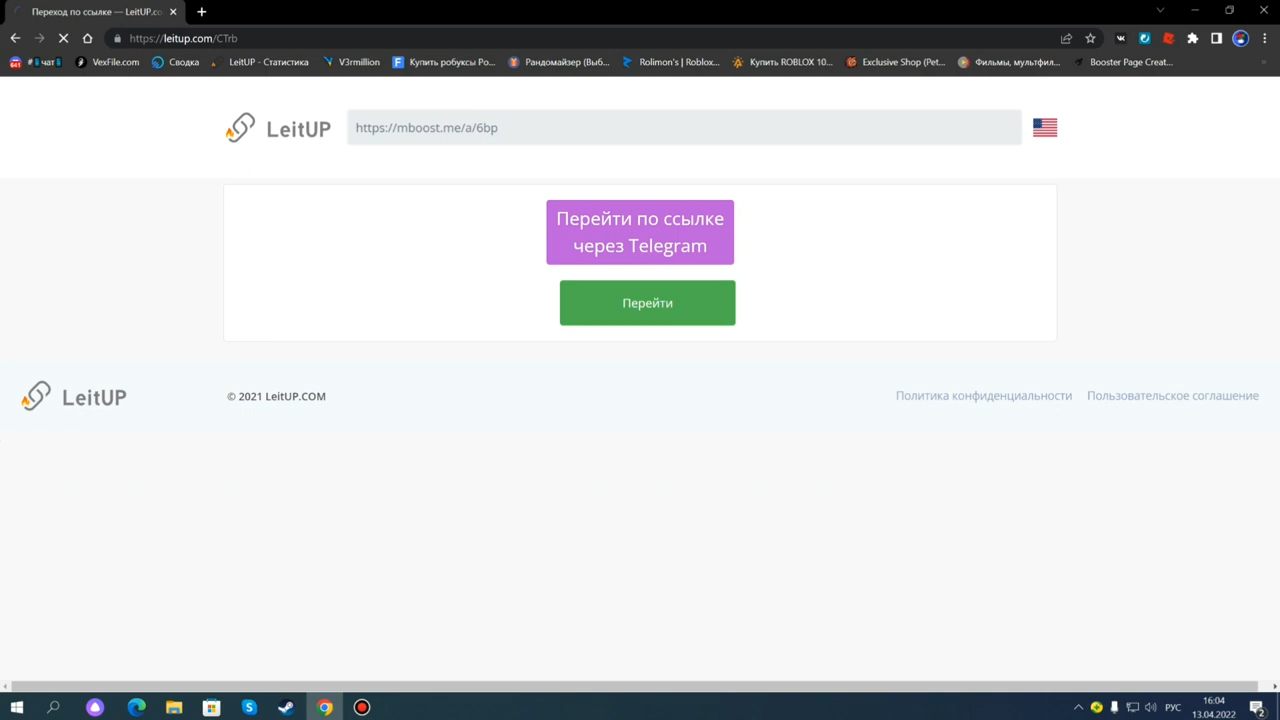 Переход по ссылке — LeitUP.co
https://leitup.com/CTrb
чат
VexFile.com
Сводка
LeitUP - Статистика
V3rmillion
Купить робуксы Ро...
Рандомайзер (Выб...
Rolimon's | Roblox...
Купить ROBLOX 10...
Exclusive Shop (Pet...
Фильмы, мультфил...
Booster Page Creat...
LeitUP
https://mboost.me/a/6bp
Перейти по ссылке
через Telegram
Перейти
LeitUP
© 2021 LeitUP.COM
Политика конфиденциальности
Пользовательское соглашение
РУС
16:04
13.04.2022
2